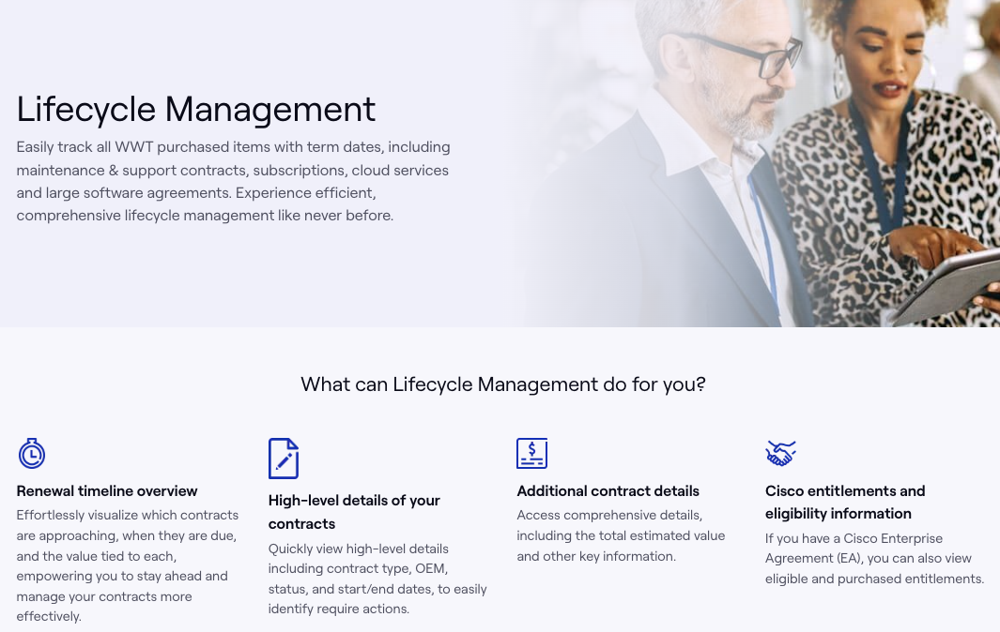 Lifecycle Management
Easily track all WWT purchased items with term dates, including
maintenance & support contracts, subscriptions, cloud services
and large software agreements. Experience efficient,
comprehensive lifecycle management like never before.
What can Lifecycle Management do for you?
Renewal timeline overview
Effortlessly visualize which contracts
are approaching, when they are due,
and the value tied to each,
empowering you to stay ahead and
manage your contracts more
effectively.
High-level details of your
contracts
Quickly view high-level details
including contract type, OEM,
status, and start/end dates, to easily
identify require actions.
$
Additional contract details
Access comprehensive details,
including the total estimated value
and other key information.
Cisco entitlements and
eligibility information
If you have a Cisco Enterprise
Agreement (EA), you can also view
eligible and purchased entitlements.